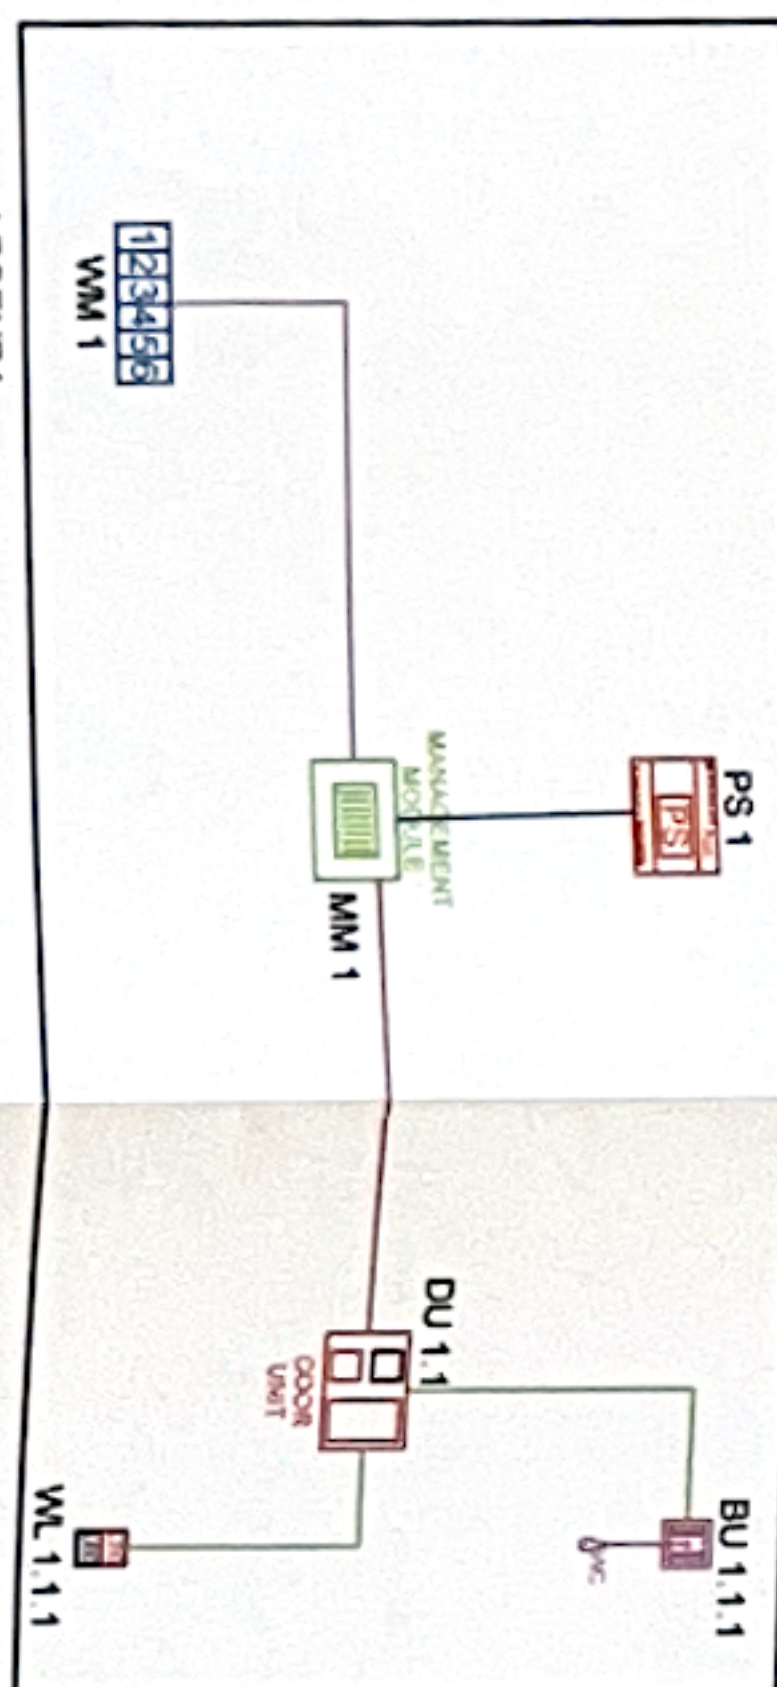 PS 1
PS
MANAGEMENT
MODULE
MM 1
123456
WM 1
BU 1.1.1
DU 1.1
DOOR
UNIT
WL 1.1.1